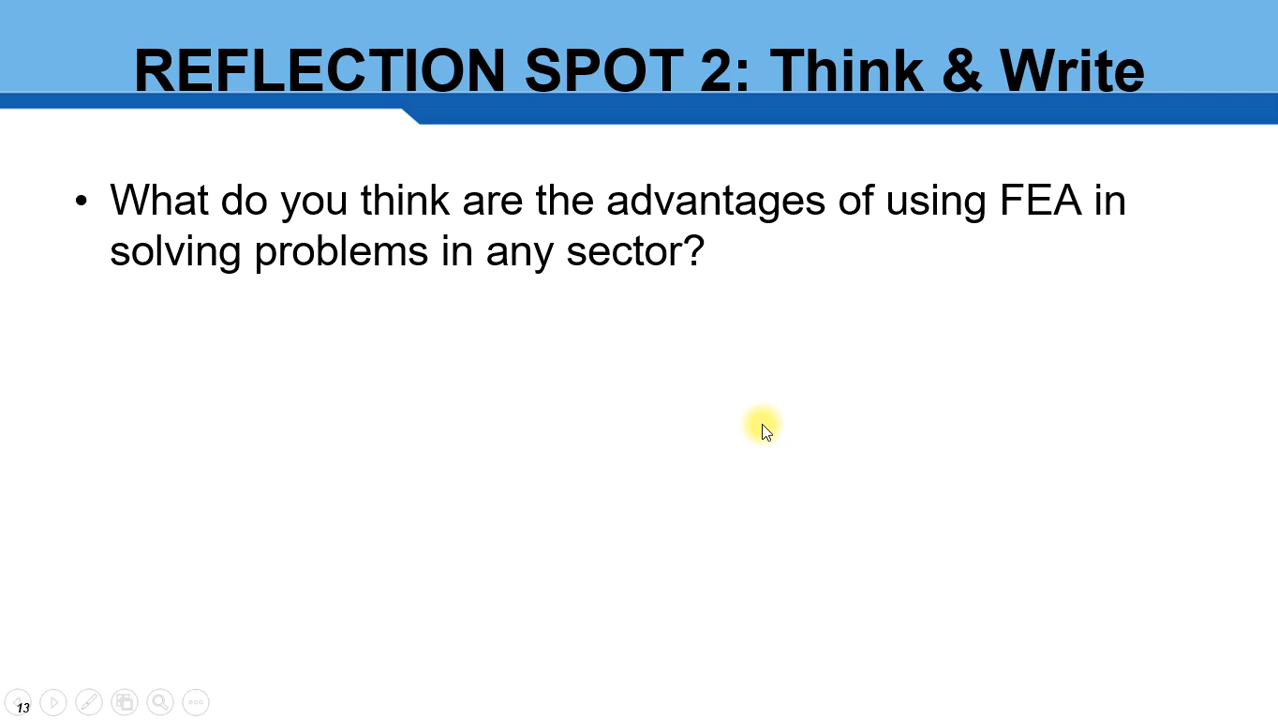 REFLECTION SPOT 2: Think & Write
• What do you think are the advantages of using FEA in
solving problems in any sector?
13